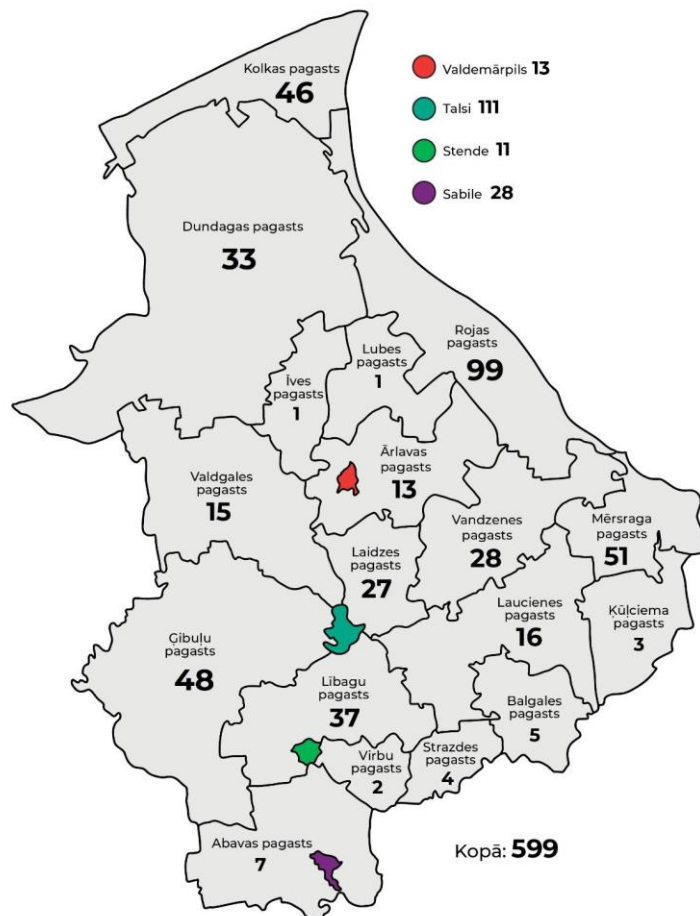 Kolkas pagasts
46
Valdemārpils 13
Talsi 111
Stende 11
Sabile 28
Dundagas pagasts
33
Rojas
pagasts
99
Lubes
pagasts
1
Īves
pagasts
1
Ārlavas
pagasts
13
Valdgales
pagasts
15
Vandzenes
pagasts
28
Mērsraga
pagasts
51
Laidzes
pagasts
27
Laucienes
pagasts
16
Ķūļciema
pagasts
3
Ģibuļu
pagasts
48
Lībagu
pagasts
37
Balgales
pagasts
5
Virbu
pagasts
2
Strazdes
pagasts
4
Abavas pagasts
7
Kopā: 599